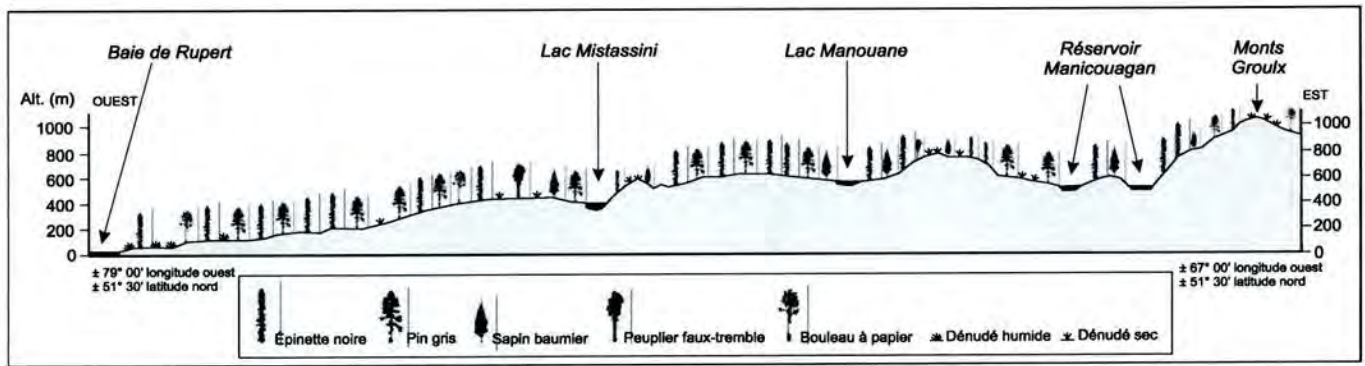 Baie de Rupert
Lac Mistassini
Lac Manouane
Réservoir
Manicouagan
Monts
Groulx
Alt. (m)
OUEST
EST
1000
800
600
400
200
0
1000
800
600
400
200
0
± 79° 00' longitude ouest
± 51° 30' latitude nord
± 67° 00' longitude ouest
± 51° 30' latitude nord
Épinette noire
Pin gris
Sapin baumier
Peuplier faux-tremble
Bouleau à papier
Dénudé humide
Dénudé sec